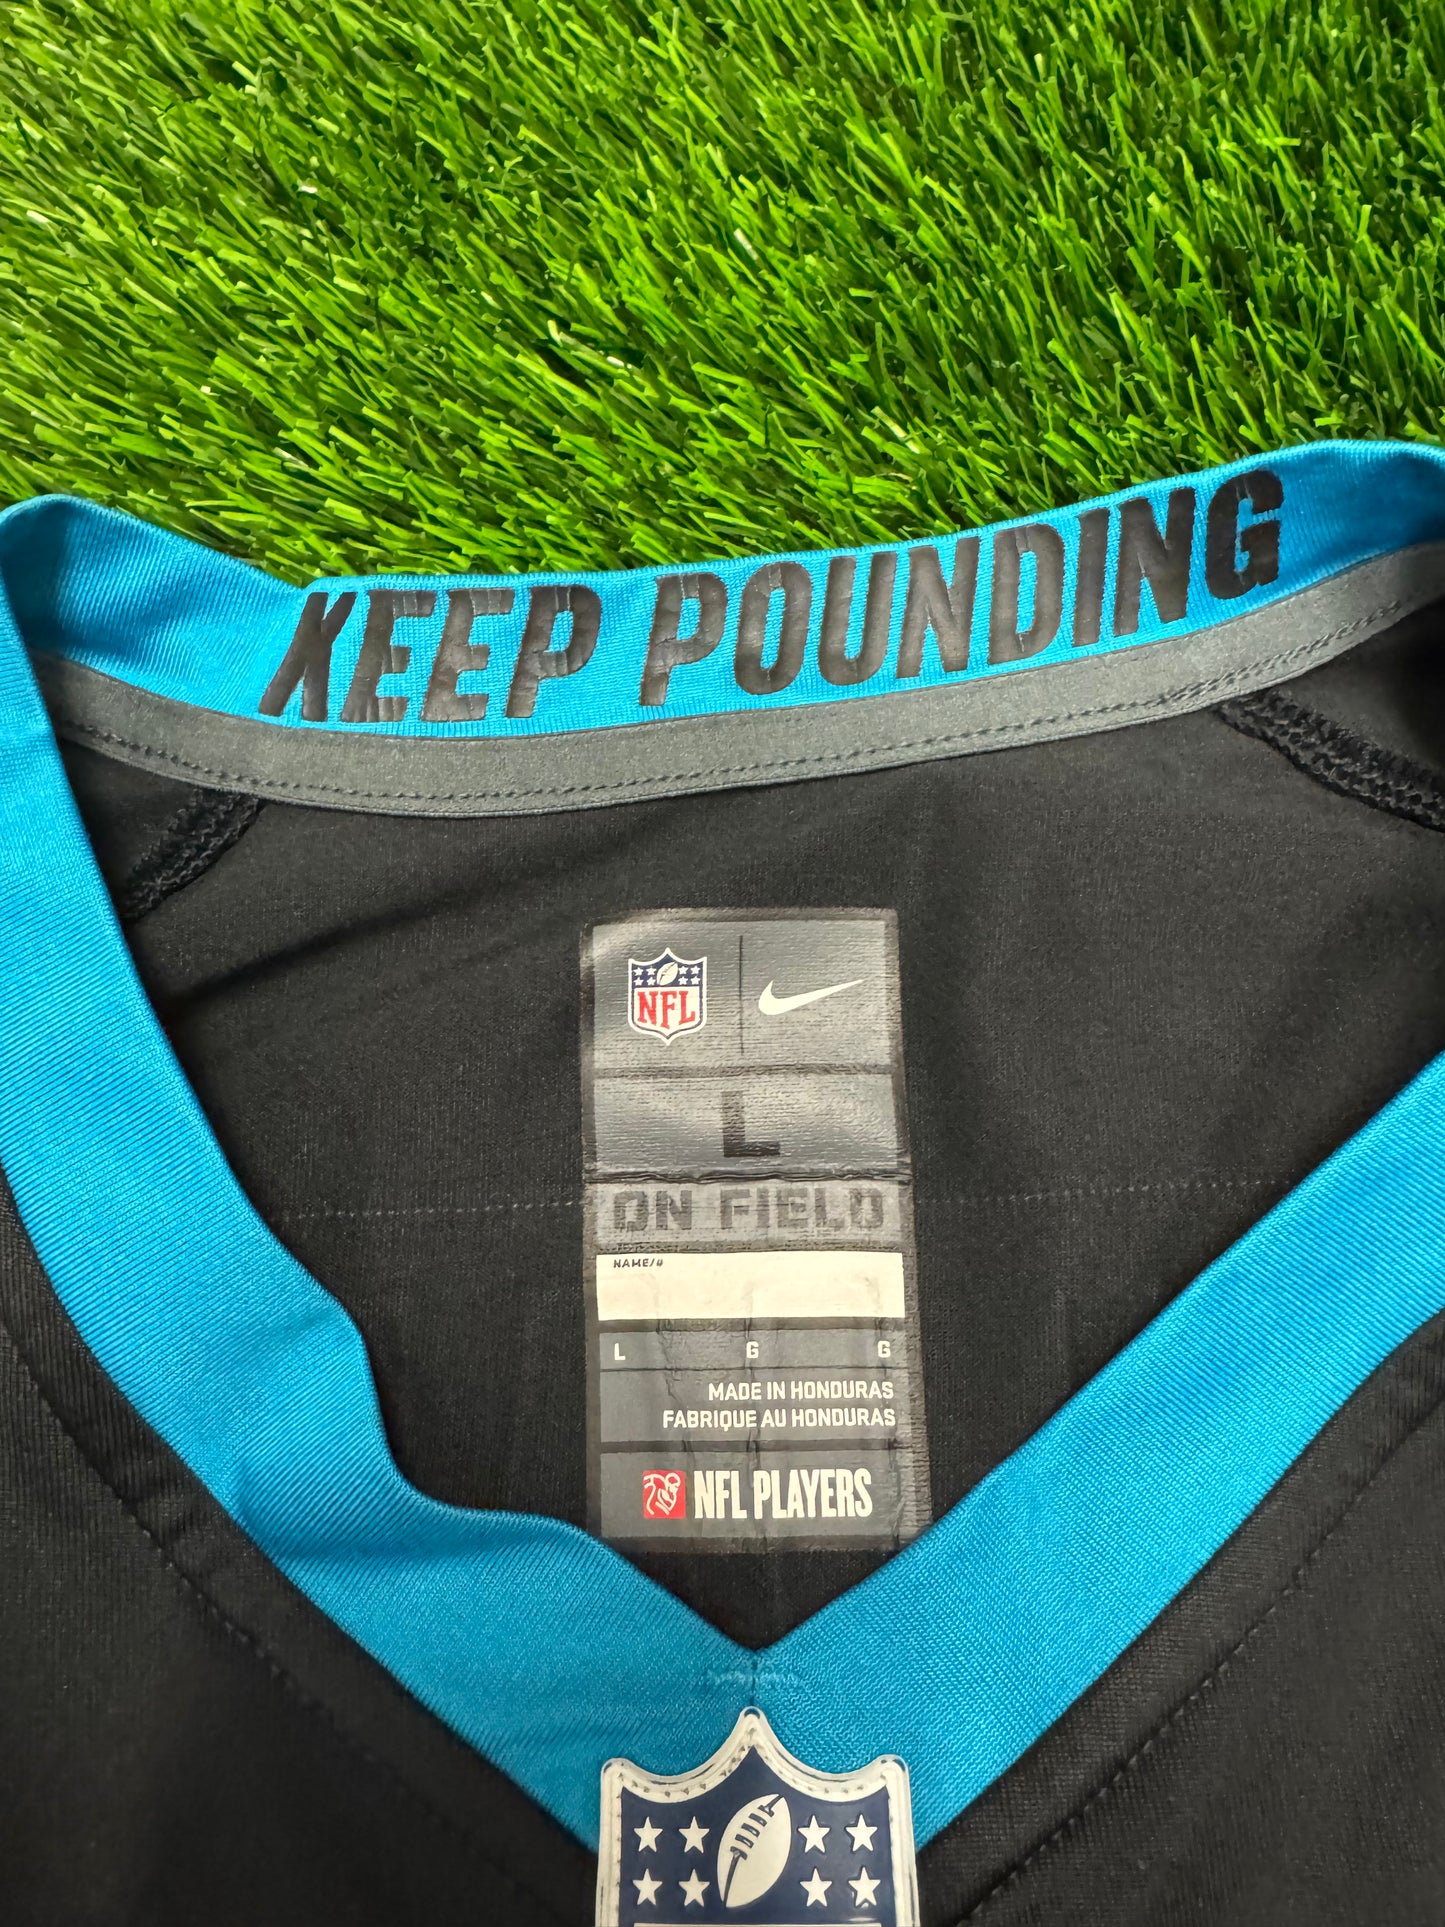 KEEP POUNDING
NFL
L
ON FIELD
NAME/#
L G G
MADE IN HONDURAS
FABRIQUE AU HONDURAS
NFL PLAYERS